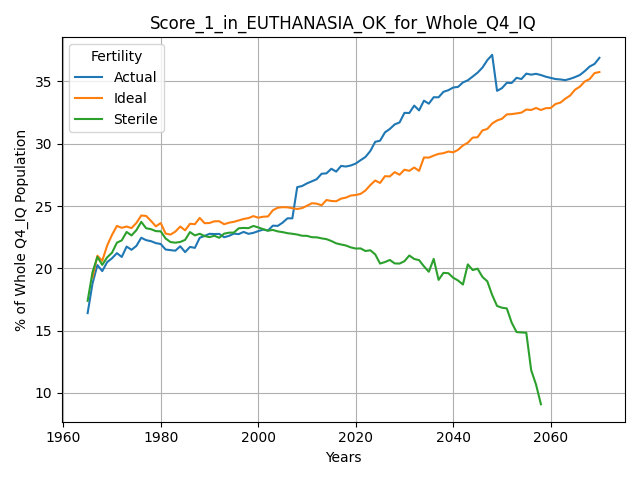 Score_1_in_EUTHANASIA_OK_for_Whole_Q4_IQ
Fertility
Actual
Ideal
Sterile
% of Whole Q4_IQ Population
35
30
25
20
15
10
1960
1980
2000
2020
2040
2060
Years